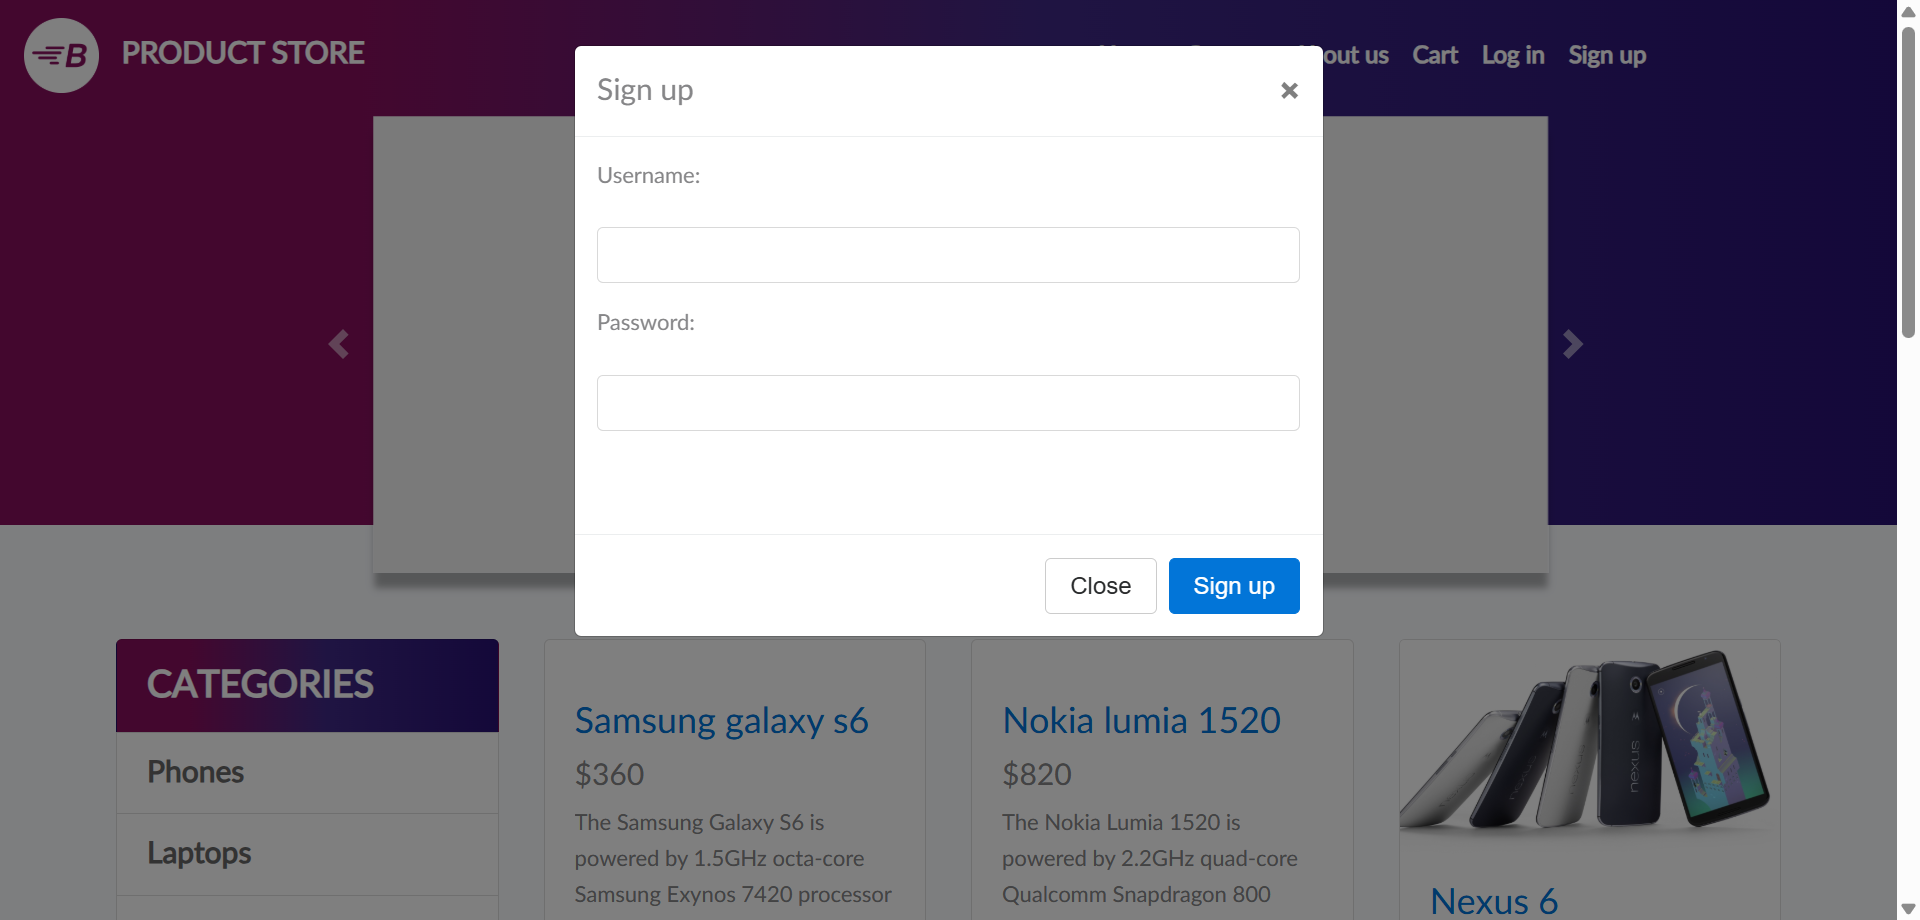 B PRODUCT STORE
out us Cart Log in Sign up
Sign up
×
Username:
Password:
Close Sign up
CATEGORIES
Phones
Laptops
Samsung galaxy s6
$360
The Samsung Galaxy S6 is
powered by 1.5GHz octa-core
Samsung Exynos 7420 processor
Nokia lumia 1520
$820
The Nokia Lumia 1520 is
powered by 2.2GHz quad-core
Qualcomm Snapdragon 800
nexus
Nexus 6